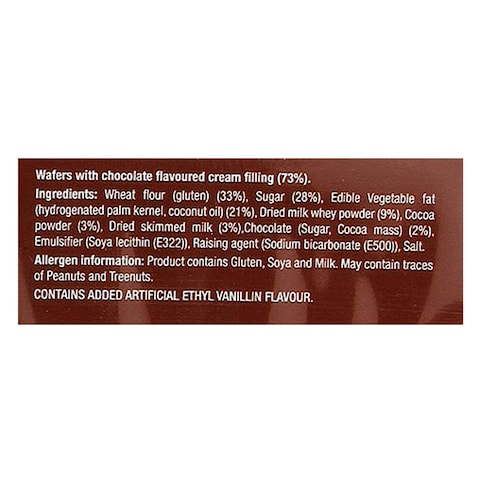 Wafers with chocolate flavoured cream filling (73%).
Ingredients: Wheat flour (gluten) (33%), Sugar (28%), Edible Vegetable fat
(hydrogenated palm kernel, coconut oil) (21%), Dried milk whey powder (9%), Cocoa
powder (3%), Dried skimmed milk (3%),Chocolate (Sugar, Cocoa mass) (2%),
Emulsifier (Soya lecithin (E322)), Raising agent (Sodium bicarbonate (E500)), Salt.
Allergen information: Product contains Gluten, Soya and Milk. May contain traces
of Peanuts and Treenuts.
CONTAINS ADDED ARTIFICIAL ETHYL VANILLIN FLAVOUR.